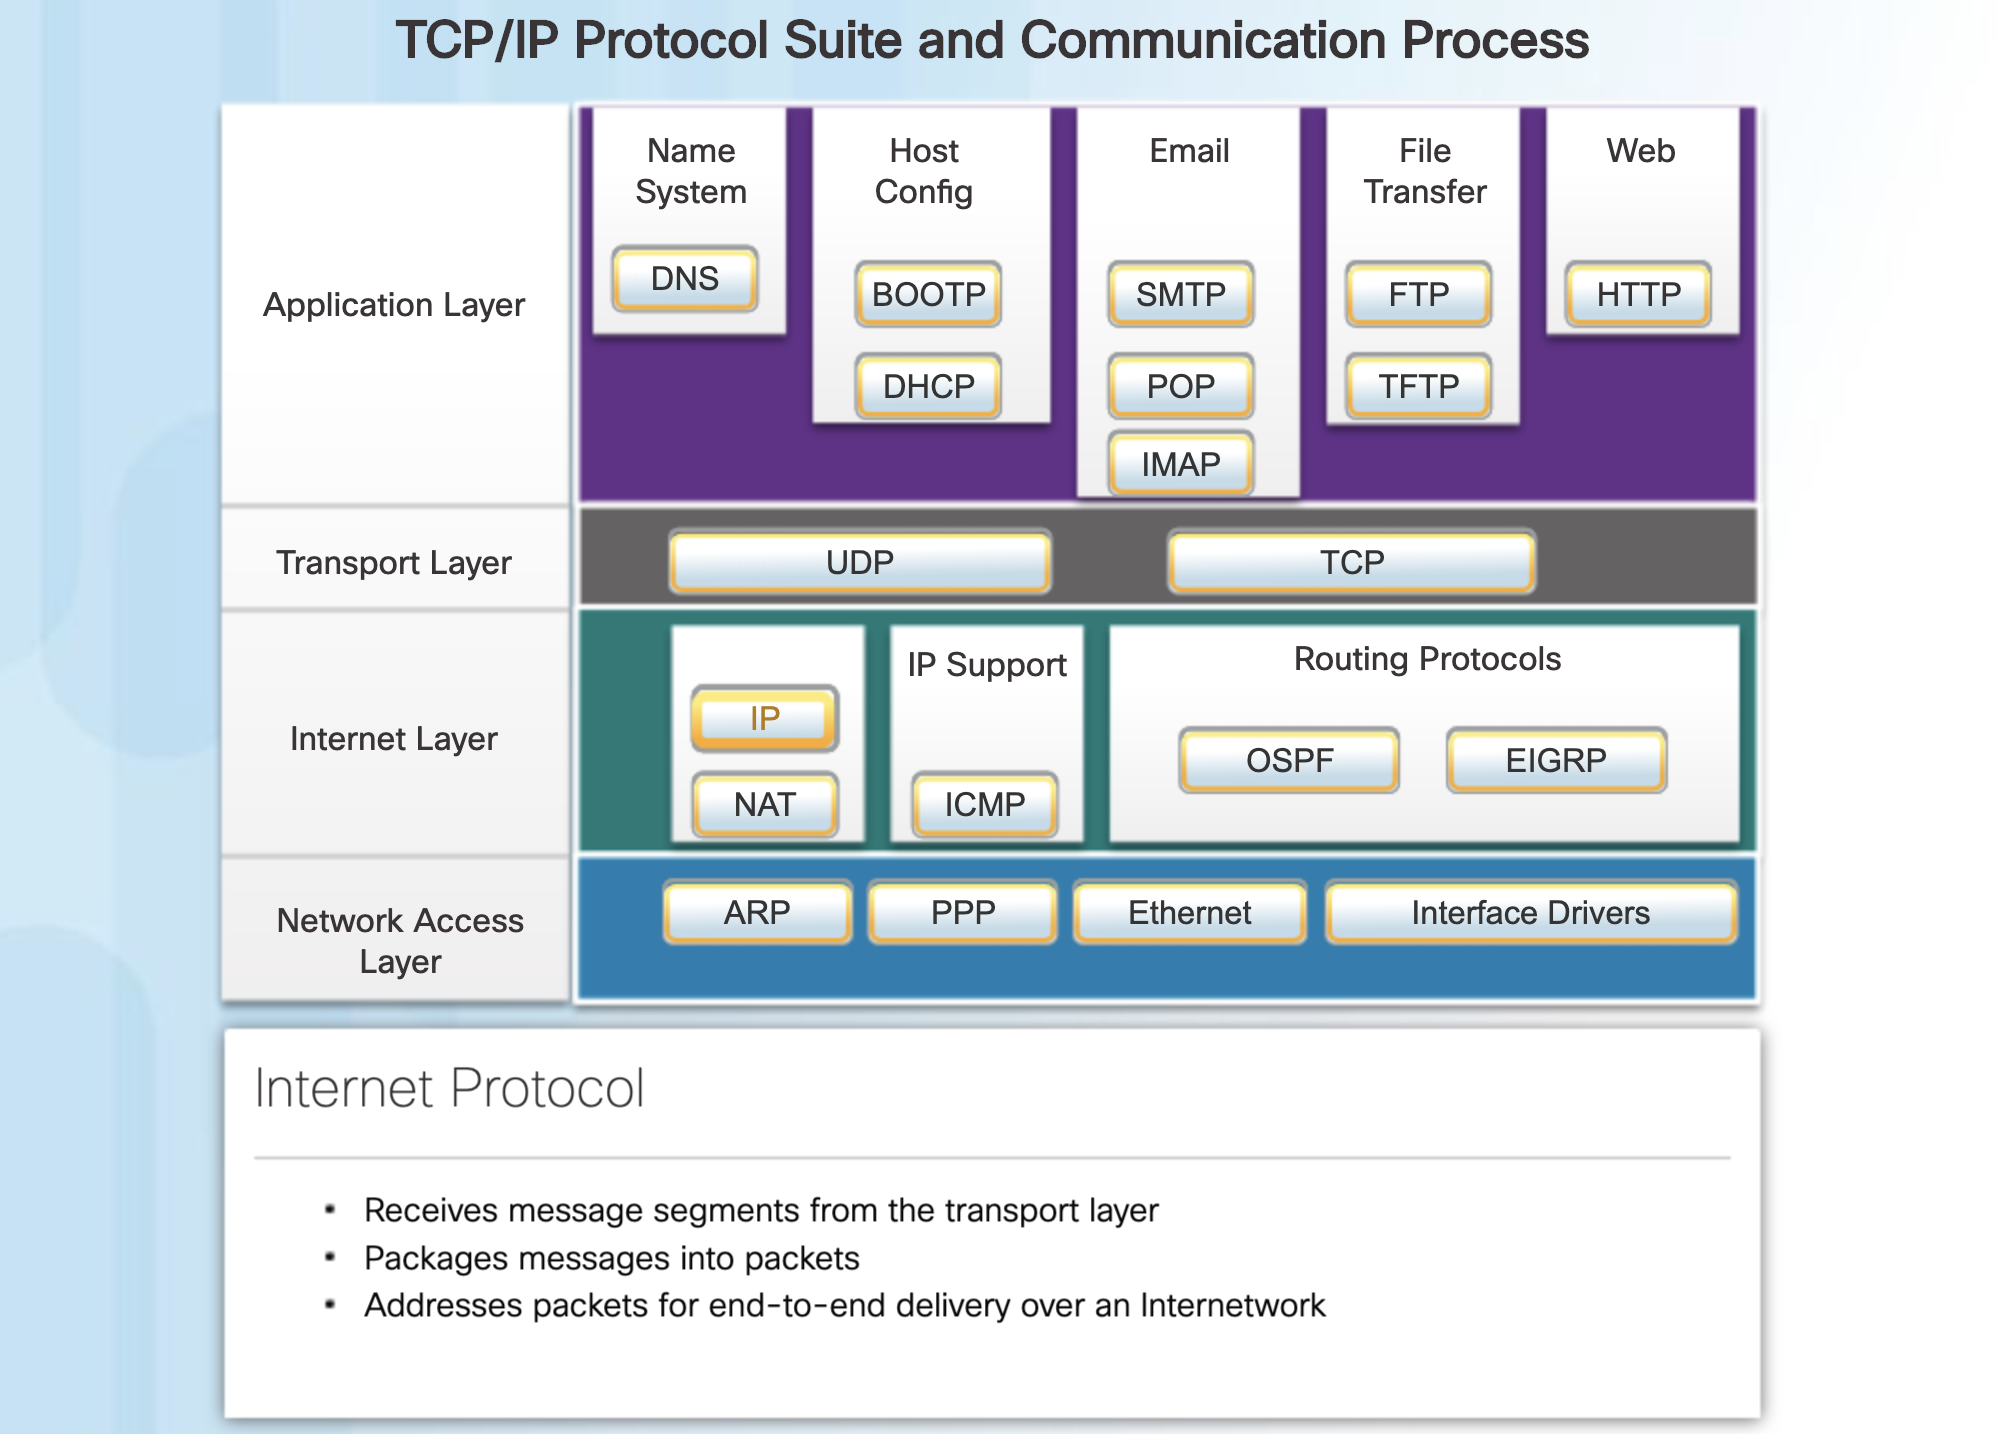 TCP/IP Protocol Suite and Communication Process
Application Layer
Name
System
DNS
Host
Config
BOOTP
DHCP
Email
SMTP
POP
IMAP
File
Transfer
FTP
TFTP
Web
HTTP
Transport Layer
UDP
TCP
Internet Layer
IP
NAT
IP Support
ICMP
Routing Protocols
OSPF
EIGRP
Network Access
Layer
ARP
PPP
Ethernet
Interface Drivers
Internet Protocol
▪ Receives message segments from the transport layer
▪ Packages messages into packets
▪ Addresses packets for end-to-end delivery over an Internetwork